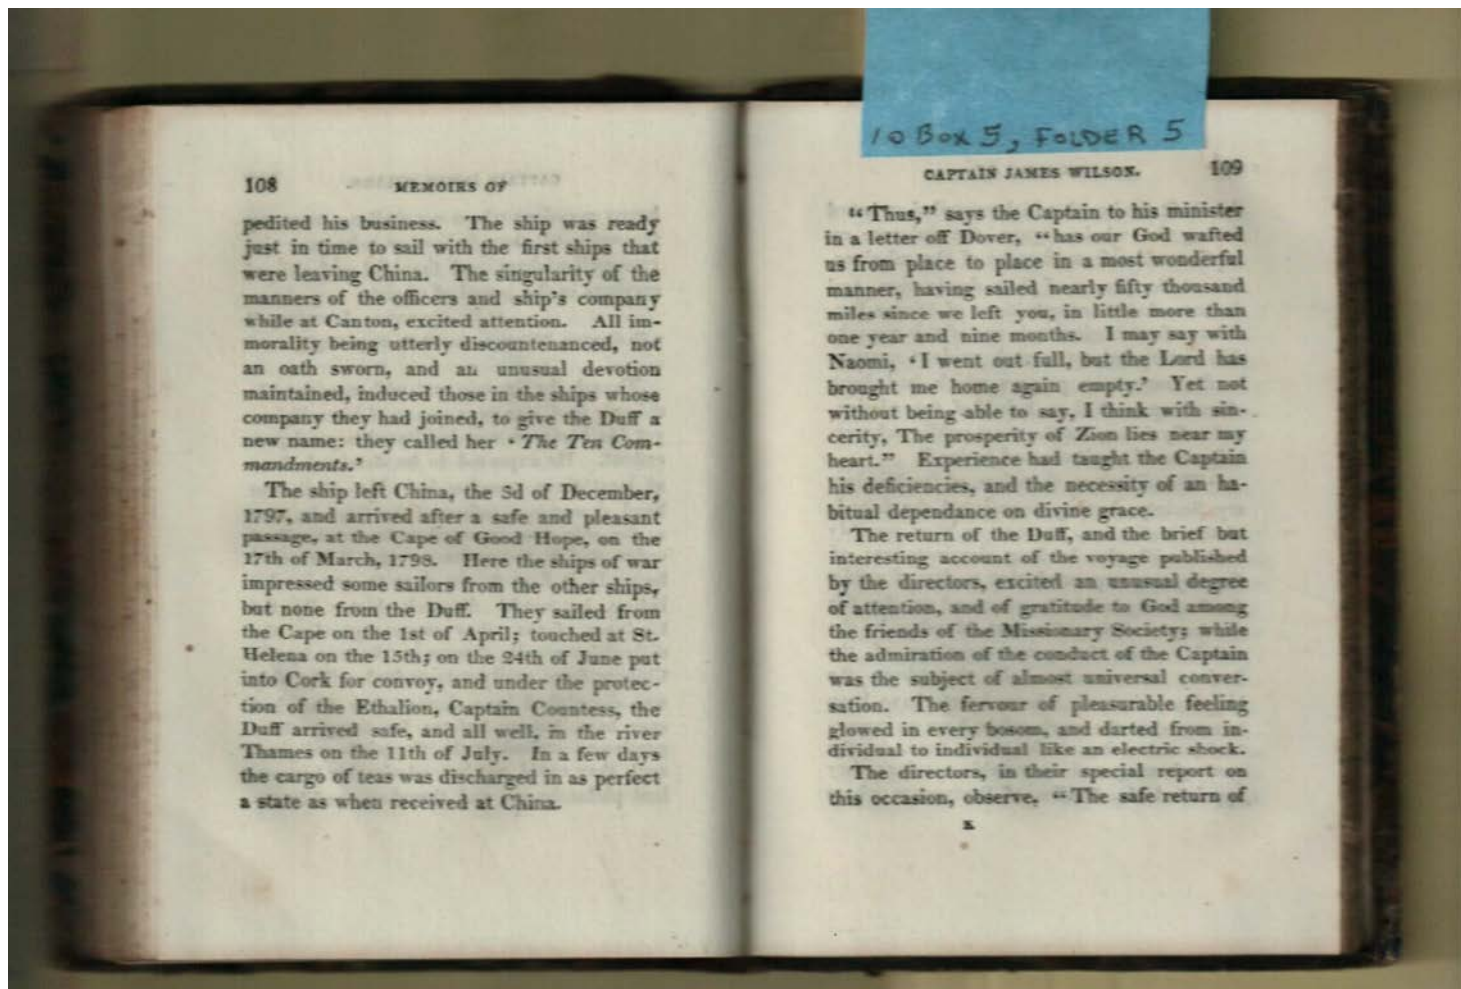 10 Box 5, FOLDER 5
108 MEMOIRS OF
pedited his business. The ship was ready
just in time to sail with the first ships that
were leaving China. The singularity of the
manners of the officers and ship's company
while at Canton, excited attention. All im-
morality being utterly discountenanced, not
an oath sworn, and an unusual devotion
maintained, induced those in the ships whose
company they had joined, to give the Duff a
new name: they called her ‘The Ten Com-
mandments.’
The ship left China, the 3d of December,
1797, and arrived after a safe and pleasant
passage, at the Cape of Good Hope, on the
17th of March, 1798. Here the ships of war
impressed some sailors from the other ships,
but none from the Duff. They sailed from
the Cape on the 1st of April; touched at St.
Helena on the 15th; on the 24th of June put
into Cork for convoy, and under the protec-
tion of the Ethalion, Captain Countess, the
Duff arrived safe, and all well, in the river
Thames on the 11th of July. In a few days
the cargo of teas was discharged in as perfect
a state as when received at China.
CAPTAIN JAMES WILSON. 109
“Thus,” says the Captain to his minister
in a letter off Dover, “has our God wafted
us from place to place in a most wonderful
manner, having sailed nearly fifty thousand
miles since we left you, in little more than
one year and nine months. I may say with
Naomi, ‘I went out full, but the Lord has
brought me home again empty.’ Yet not
without being able to say, I think with sin-
cerity, The prosperity of Zion lies near my
heart.” Experience had taught the Captain
his deficiencies, and the necessity of an ha-
bitual dependance on divine grace.
The return of the Duff, and the brief but
interesting account of the voyage published
by the directors, excited an unusual degree
of attention, and of gratitude to God among
the friends of the Missionary Society; while
the admiration of the conduct of the Captain
was the subject of almost universal conver-
sation. The fervour of pleasurable feeling
glowed in every bosom, and darted from in-
dividual to individual like an electric shock.
The directors, in their special report on
this occasion, observe, “The safe return of
K